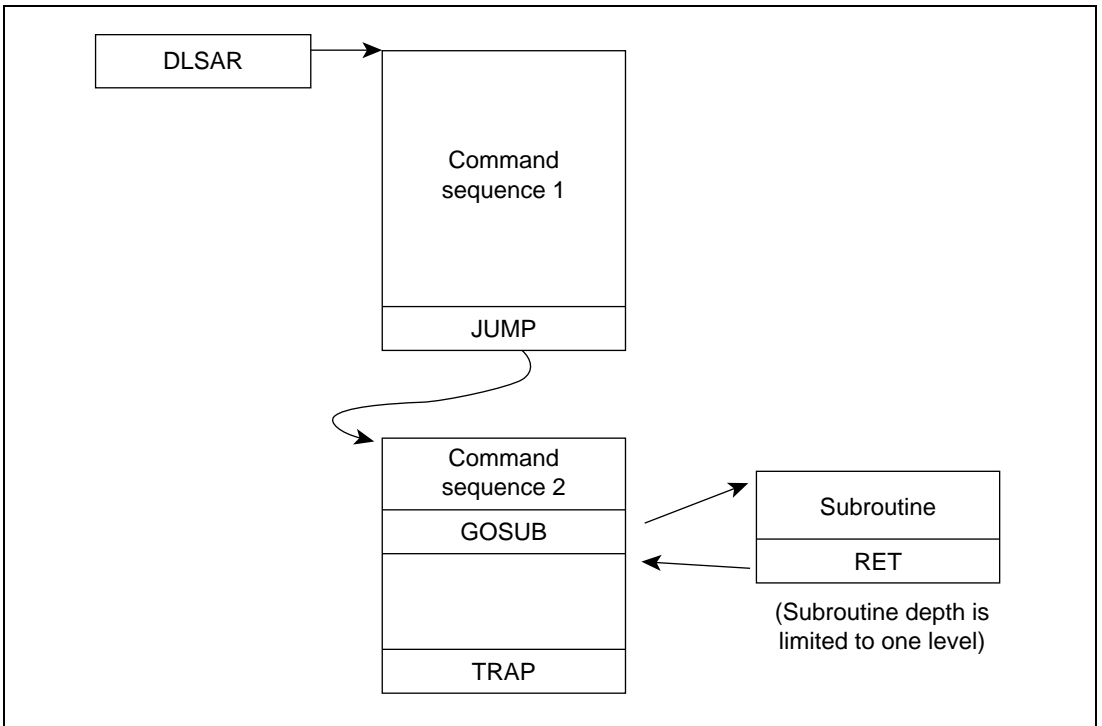 DLSAR
Command
sequence 1
JUMP
Command
sequence 2
GOSUB
Subroutine
RET
(Subroutine depth is
limited to one level)
TRAP